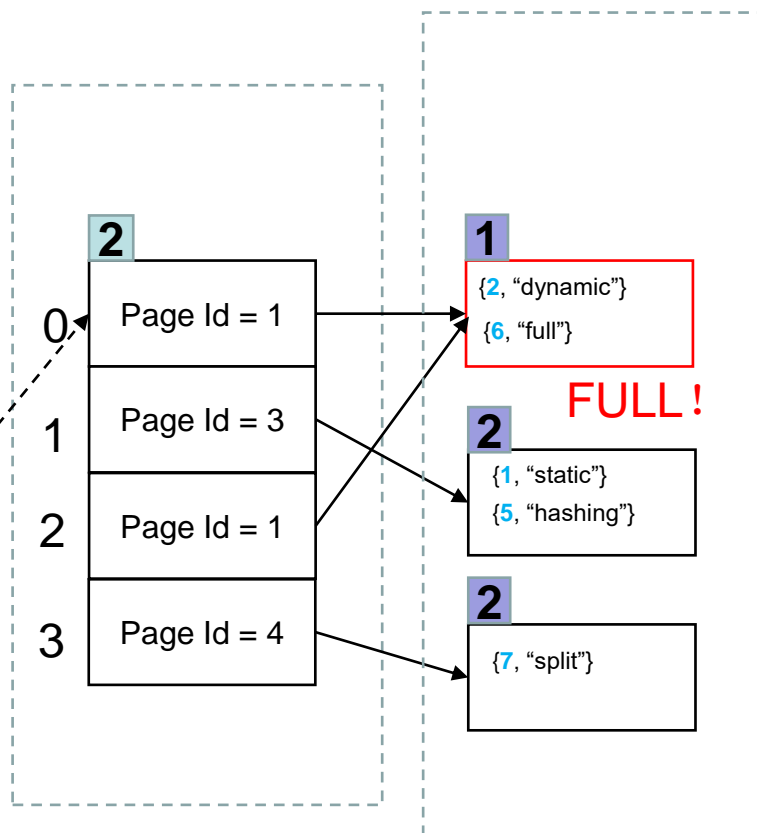 2
0
Page Id = 1
1
Page Id = 3
2
Page Id = 1
3
Page Id = 4
1
{2, “dynamic”}
{6, “full”}
FULL！
2
{1, “static”}
{5, “hashing”}
2
{7, “split”}